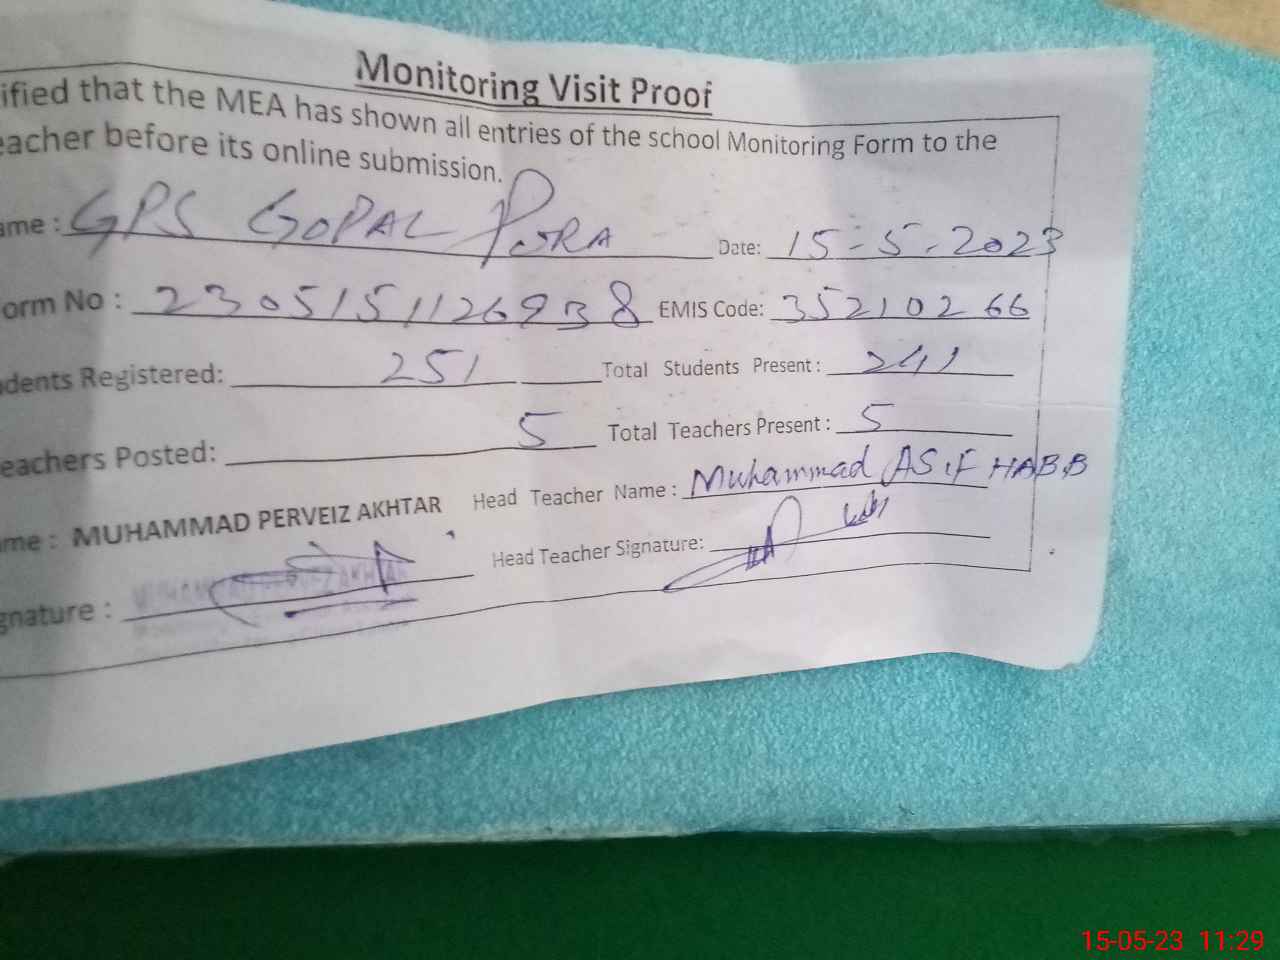 Monitoring Visit Proof
ified that the MEA has shown all entries of the school Monitoring Form to the
eacher before its online submission.
ame : GPS GOPAL PURA Date: 15-5-2023
orm No : 2305151126938 EMIS Code: 35210266
dents Registered: 251 Total Students Present : 241
eachers Posted: 5 Total Teachers Present : 5
me : MUHAMMAD PERVEIZ AKHTAR Head Teacher Name : Muhammad ASIF HABIB
gnature : Head Teacher Signature:
15-05-23 11:29